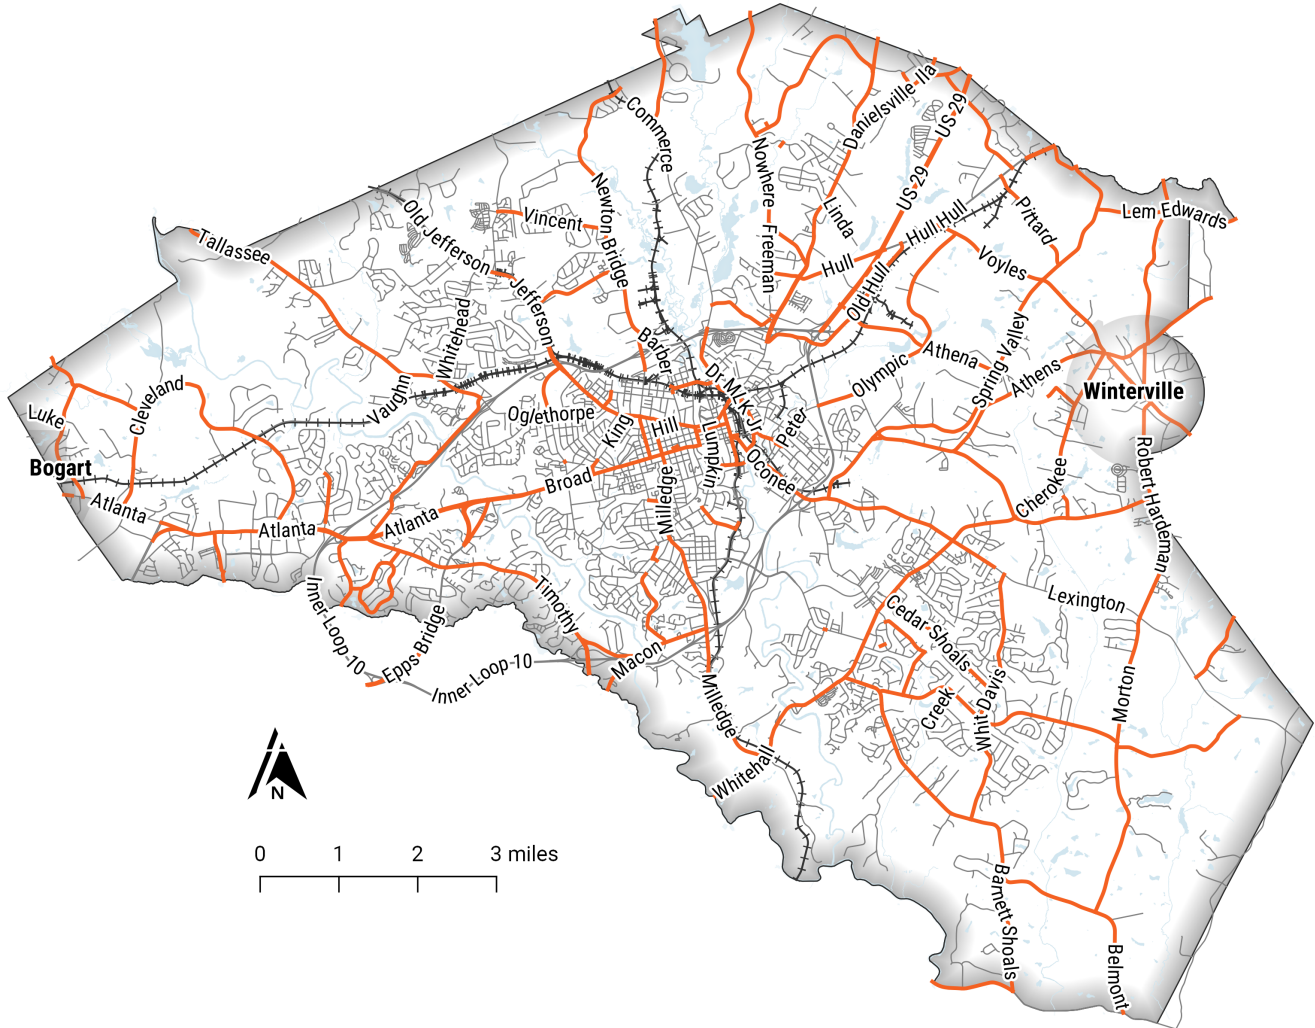 Commerce
Danielsville
Ila
US-29
Nowhere
Newton Bridge
US-29
Old Jefferson
Vincent
Linda
Freeman
Hull
Hull
Pittard
Lem Edwards
Tallassee
Hull
Voyles
Jefferson
Old Hull
Whitehead
Barber
Spring Valley
Athena
Olympic
Athens
Winterville
Vaughn
Cleveland
Luke
Oglethorpe
King
Hill
Dr MLK Jr
Peter
Lumpkin
Bogart
Broad
Oconee
Milledge
Cherokee
Robert Hardeman
Atlanta
Atlanta
Atlanta
Timothy
Lexington
Inner-Loop-10
Epps Bridge
Inner-Loop-10
Macon
Cedar Shoals
Milledge
Creek
Whit Davis
Morton
Whitehall
N
0 1 2 3 miles
Barnett Shoals
Belmont